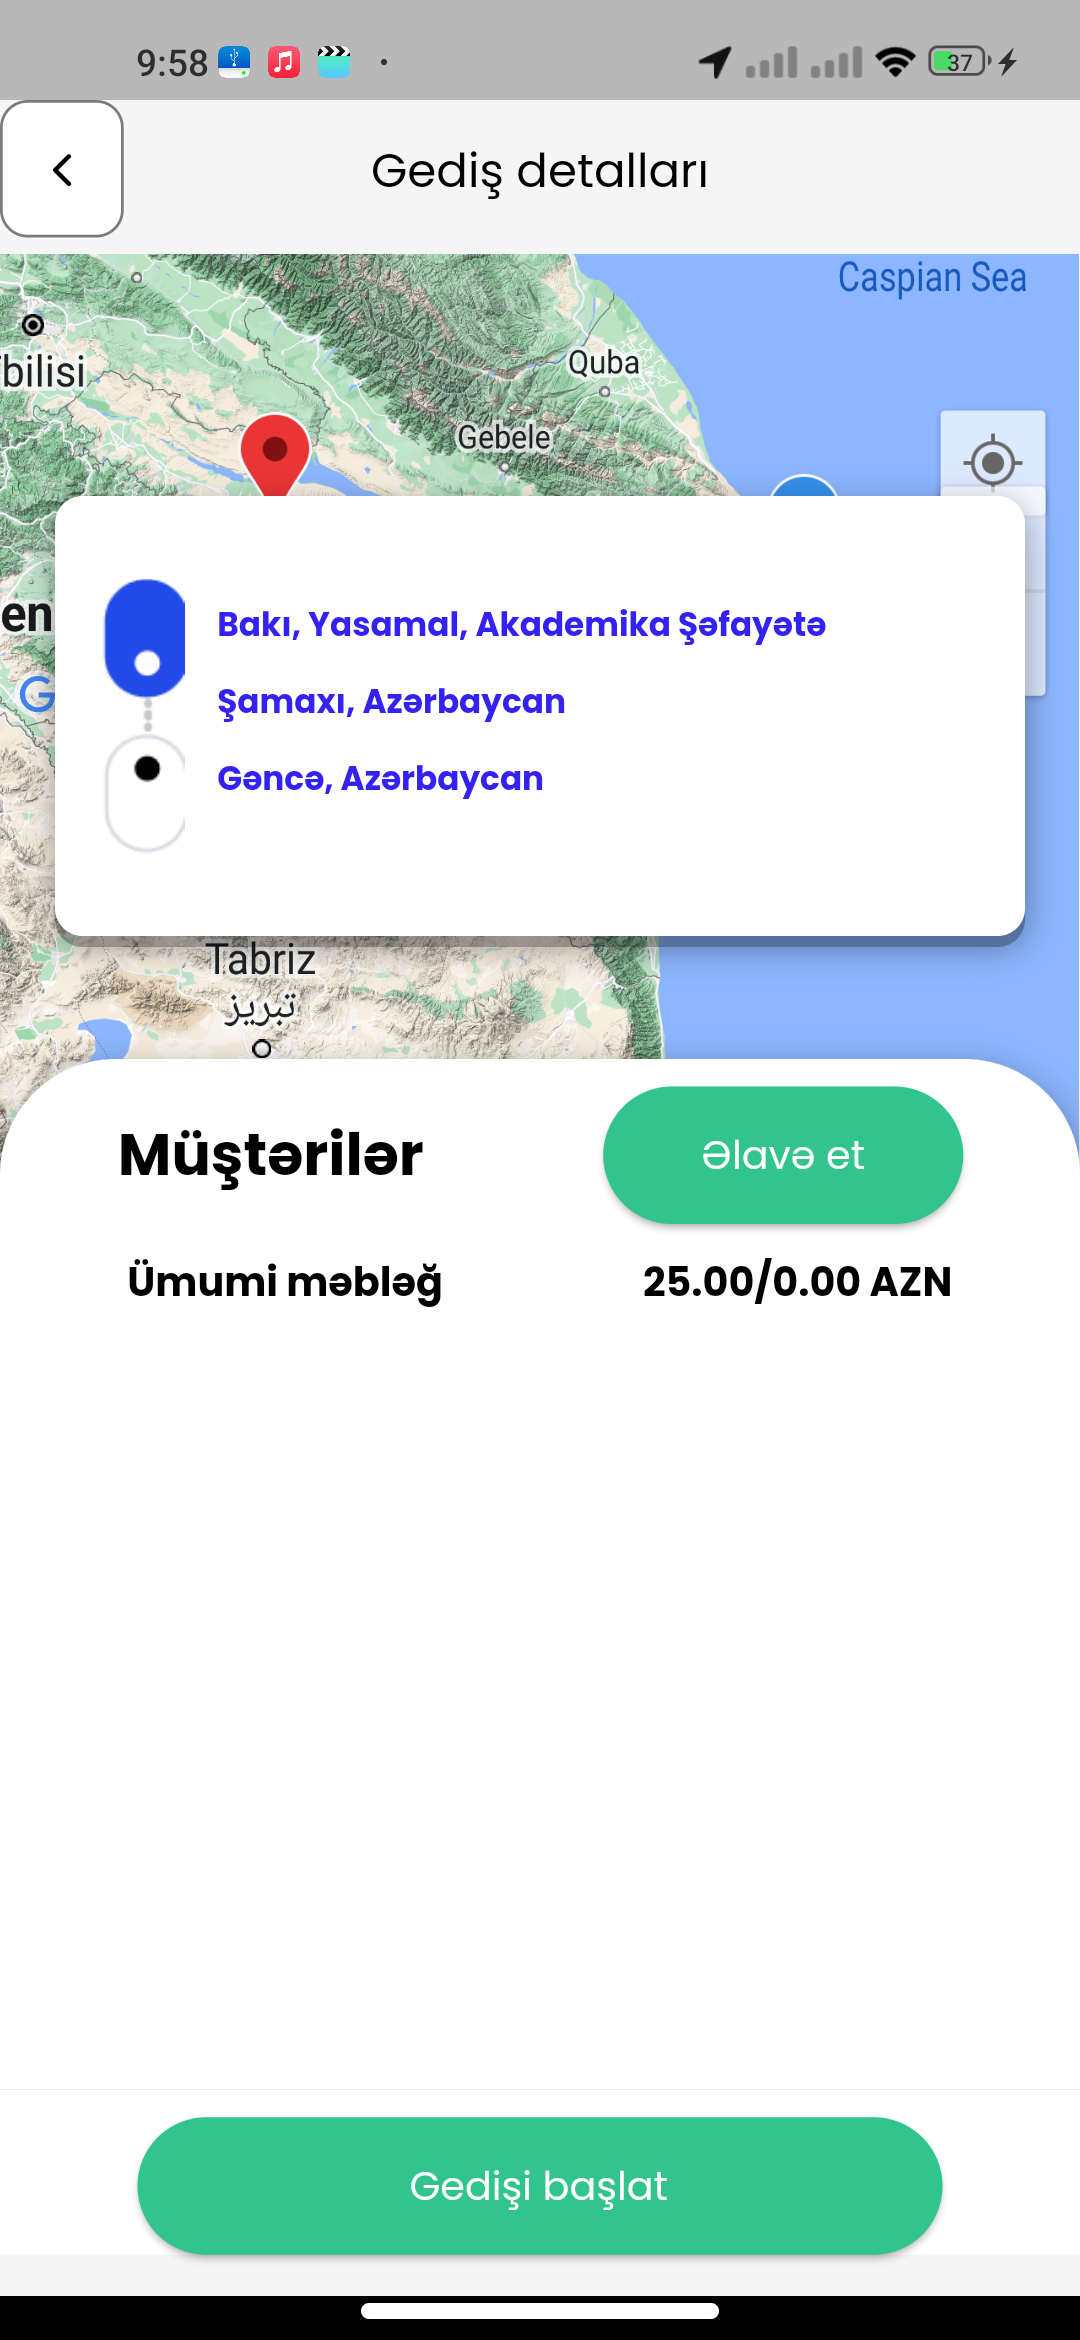 9:58
37
Gediş detalları
Caspian Sea
Quba
bilisi
Gebele
en
G
Bakı, Yasamal, Akademika Şəfayətə
Şamaxı, Azərbaycan
Gəncə, Azərbaycan
Tabriz
تبریز
Müştərilər
Əlavə et
Ümumi məbləğ
25.00/0.00 AZN
Gedişi başlat